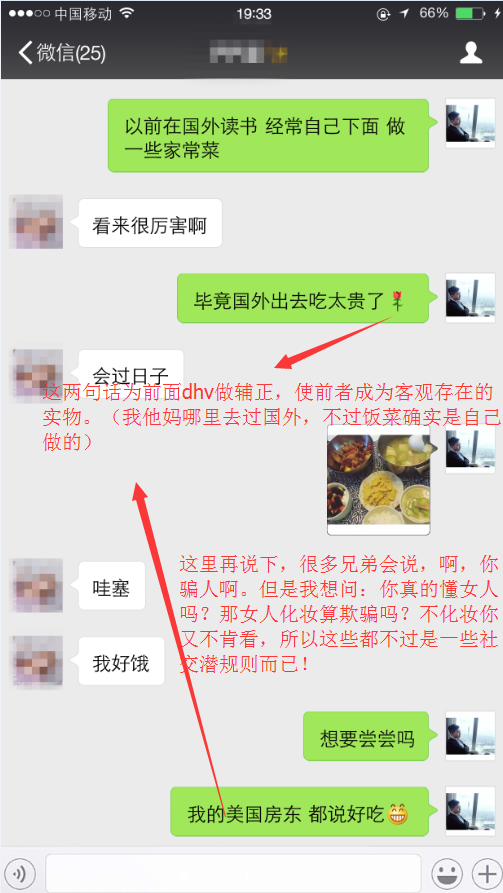 中国移动 19:33 66%
微信(25)
以前在国外读书 经常自己下面 做
一些家常菜
看来很厉害啊
毕竟国外出去吃太贵了🌹
会过日子
这两句话为前面dhv做辅正，使前者成为客观存在的
实物。（我他妈哪里去过国外，不过饭菜确实是自己
做的）
这里再说下，很多兄弟会说，啊，你
骗人啊。但是我想问：你真的懂女人
吗？那女人化妆算欺骗吗？不化妆你
又不肯看，所以这些都不过是一些社
交潜规则而已！
哇塞
我好饿
想要尝尝吗
我的美国房东 都说好吃😁